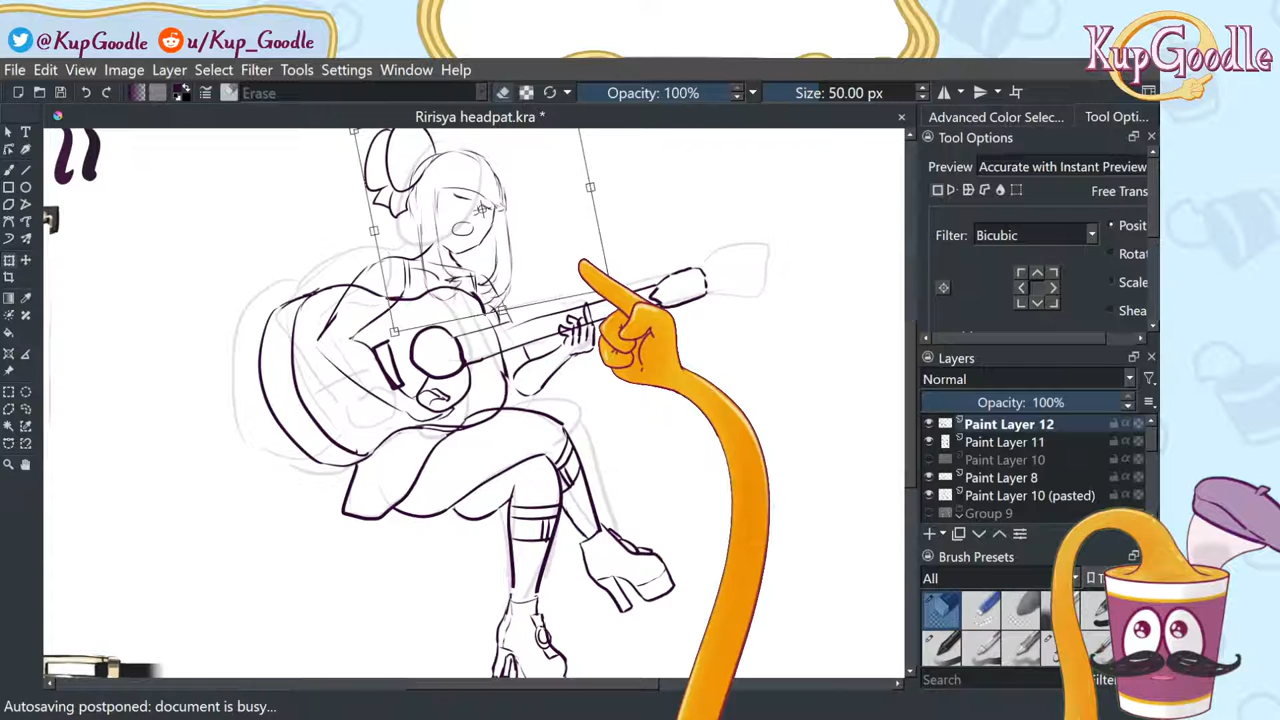 @KupGoodle u/Kup_Goodle
KupGoodle
File Edit View Image Layer Select Filter Tools Settings Window Help
Erase Opacity: 100% Size: 50.00 px
Ririsya headpat.kra *
Advanced Color Selec... Tool Opti...
Tool Options
Preview Accurate with Instant Preview
Free Trans
Filter: Bicubic
Posit
Rotat
Scale
Shea
Layers
Normal
Opacity: 100%
Paint Layer 12
Paint Layer 11
Paint Layer 10
Paint Layer 8
Paint Layer 10 (pasted)
Group 9
Brush Presets
All
Search
Autosaving postponed: document is busy...